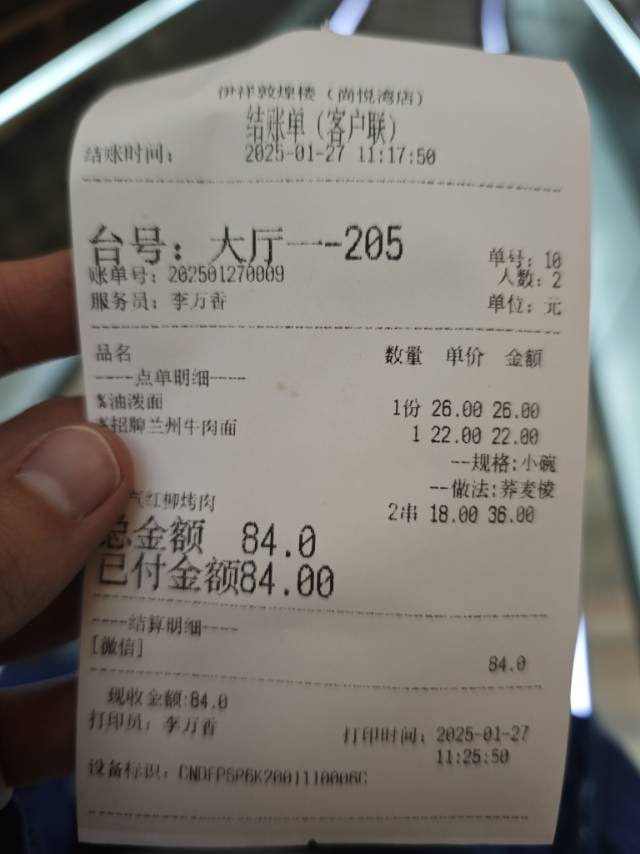 伊祥敦煌楼（尚悦湾店）
结账单（客户联）
结账时间： 2025-01-27 11:17:50
台号：大厅一-205
单号：10
账单号：202501270009 人数：2
服务员：李万香 单位：元
品名 数量 单价 金额
----点单明细----
%油泼面 1份 26.00 26.00
%招牌兰州牛肉面 1 22.00 22.00
--规格:小碗
--做法:荞麦棱
气红柳烤肉 2串 18.00 36.00
总金额 84.0
已付金额84.00
----结算明细----
[微信] 84.0
现收金额:84.0
打印员：李万香 打印时间：2025-01-27
11:25:50
设备标识：CNDFPSP6K2001110006C